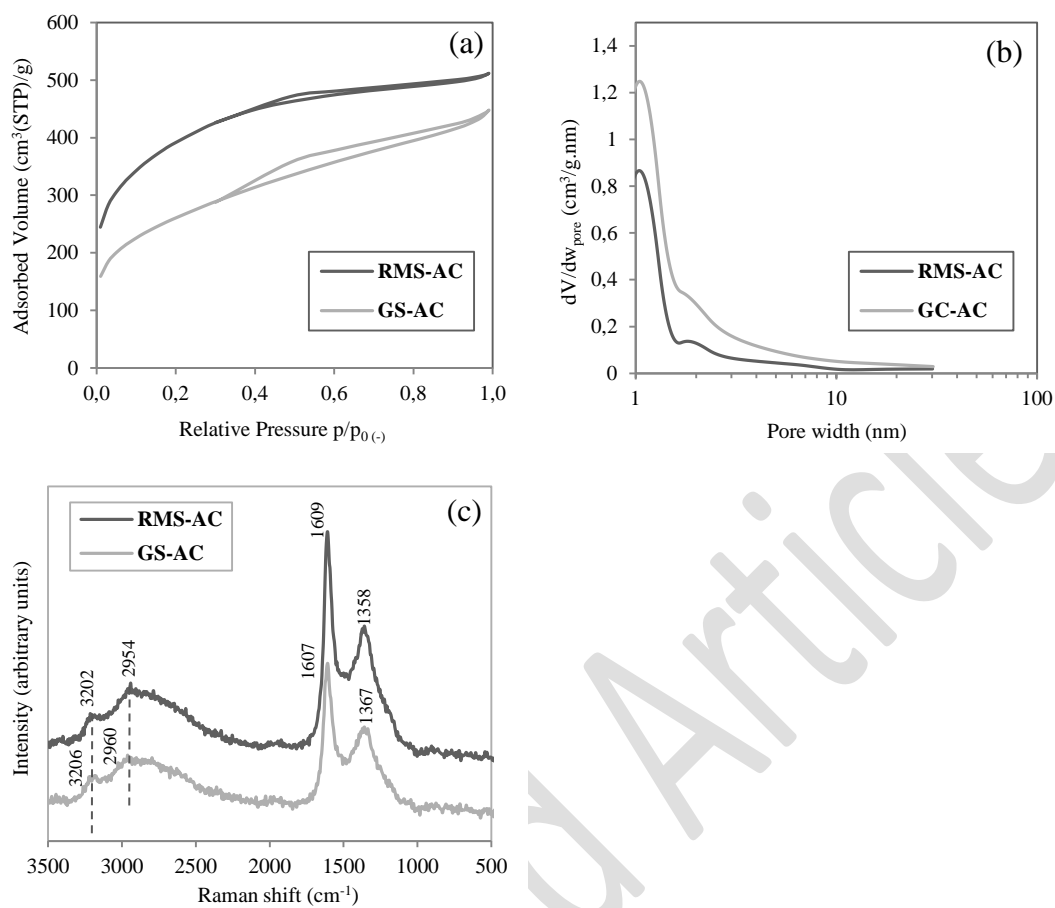 (a)
600
500
400
300
200
100
0
0,0 0,2 0,4 0,6 0,8 1,0
Adsorbed Volume (cm³(STP)/g)
Relative Pressure p/p₀ (-)
RMS-AC
GS-AC
(b)
1,4
1,2
1
0,8
0,6
0,4
0,2
0
1 10 100
dV/dwpore (cm³/g.nm)
Pore width (nm)
RMS-AC
GC-AC
(c)
RMS-AC
GS-AC
1609
1358
1607
1367
2954
3202
2960
3206
Intensity (arbitrary units)
3500 3000 2500 2000 1500 1000 500
Raman shift (cm⁻¹)
d Article